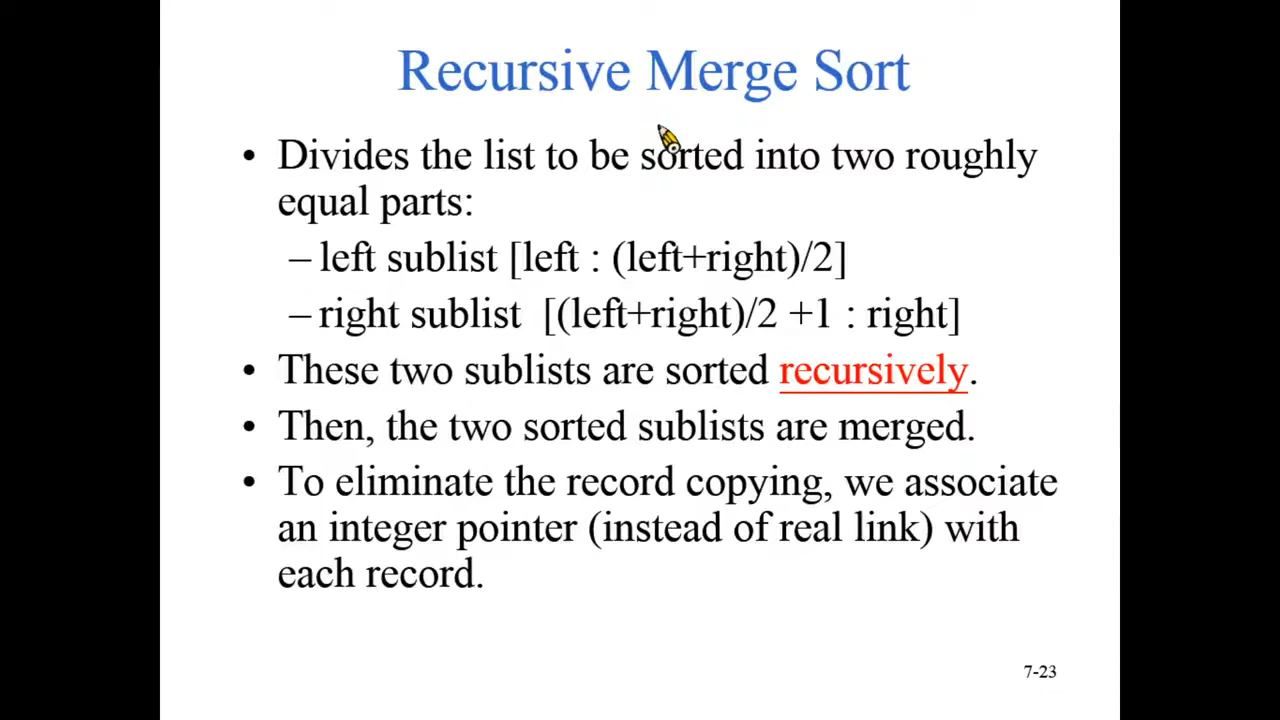 Recursive Merge Sort
• Divides the list to be sorted into two roughly
equal parts:
– left sublist [left : (left+right)/2]
– right sublist [(left+right)/2 +1 : right]
• These two sublists are sorted recursively.
• Then, the two sorted sublists are merged.
• To eliminate the record copying, we associate
an integer pointer (instead of real link) with
each record.
7-23